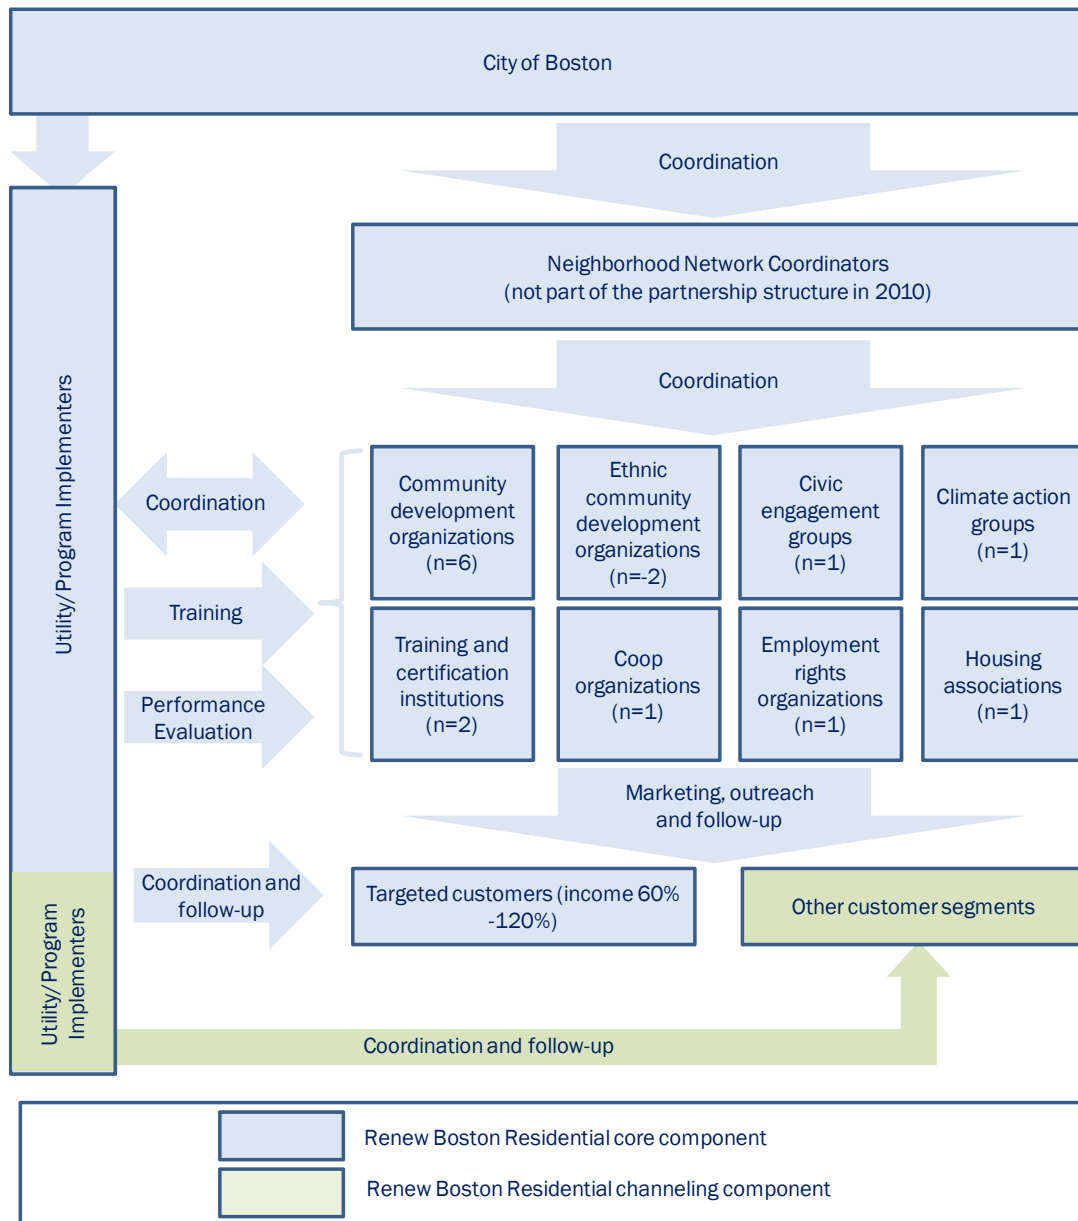 City of Boston
Coordination
Neighborhood Network Coordinators
(not part of the partnership structure in 2010)
Coordination
Utility/Program Implementers
Coordination
Training
Performance
Evaluation
Community
development
organizations
(n=6)
Ethnic
community
development
organizations
(n=-2)
Civic
engagement
groups
(n=1)
Climate action
groups
(n=1)
Training and
certification
institutions
(n=2)
Coop
organizations
(n=1)
Employment
rights
organizations
(n=1)
Housing
associations
(n=1)
Marketing, outreach
and follow-up
Coordination and
follow-up
Targeted customers (income 60%
-120%)
Other customer segments
Utility/Program
Implementers
Coordination and follow-up
Renew Boston Residential core component
Renew Boston Residential channeling component